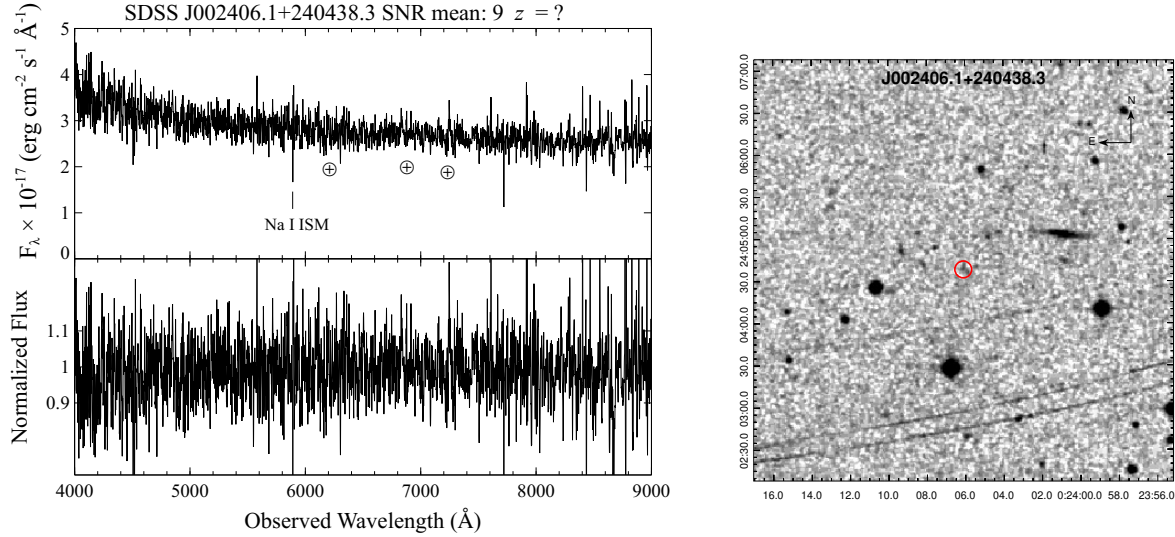 SDSS J002406.1+240438.3 SNR mean: 9 z = ?
F_λ × 10⁻¹⁷ (erg cm⁻² s⁻¹ Å⁻¹)
5
4
3
2
1
0
Na I ISM
Normalized Flux
1.1
1
0.9
4000 5000 6000 7000 8000 9000
Observed Wavelength (Å)
J002406.1+240438.3
N
E
07:00.0
30.0
06:00.0
30.0
24:05:00.0
30.0
04:00.0
30.0
03:00.0
02:30.0
16.0 14.0 12.0 10.0 08.0 06.0 04.0 02.0 0:24:00.0 58.0 23:56.0